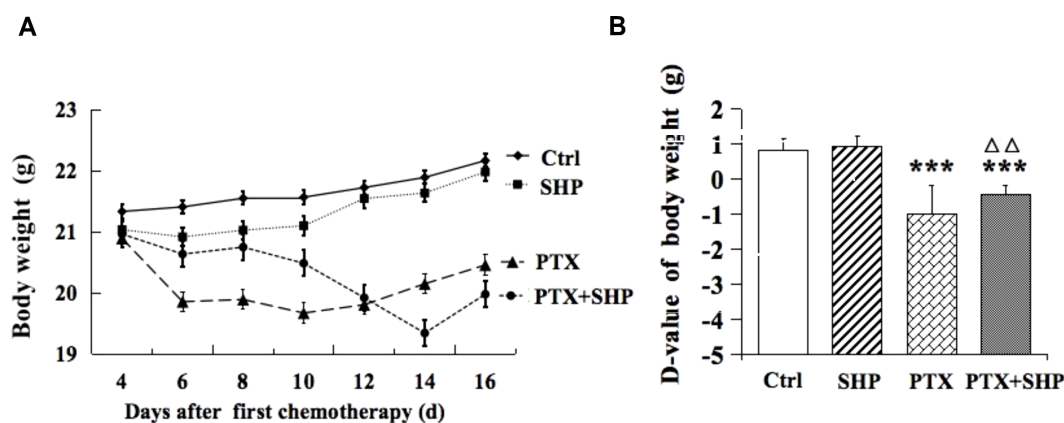 A
B
Body weight (g)
23
22
21
20
19
Ctrl
SHP
PTX
PTX+SHP
4 6 8 10 12 14 16
Days after first chemotherapy (d)
D-value of body weight (g)
2
1
0
-1
-2
-3
-4
-5
△△
*** ***
Ctrl SHP PTX PTX+SHP